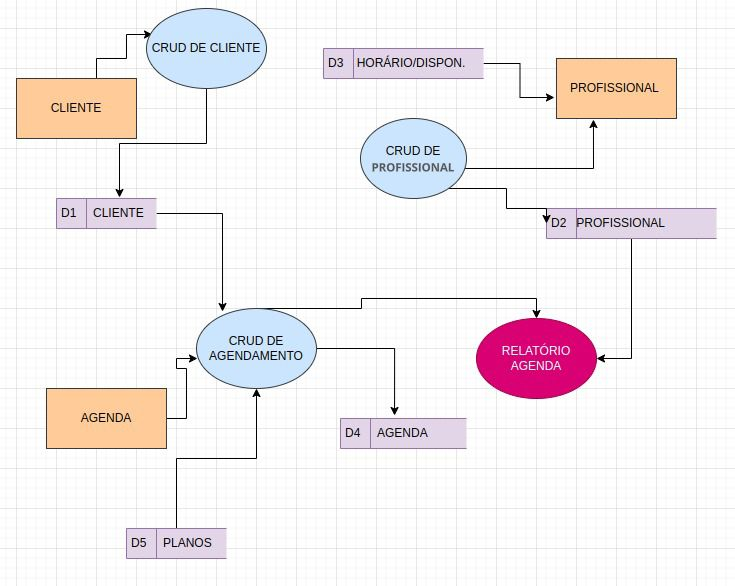 CRUD DE CLIENTE
D3 HORÁRIO/DISPON.
PROFISSIONAL
CLIENTE
CRUD DE
PROFISSIONAL
D1 CLIENTE
D2 PROFISSIONAL
CRUD DE
AGENDAMENTO
RELATÓRIO
AGENDA
AGENDA
D4 AGENDA
D5 PLANOS